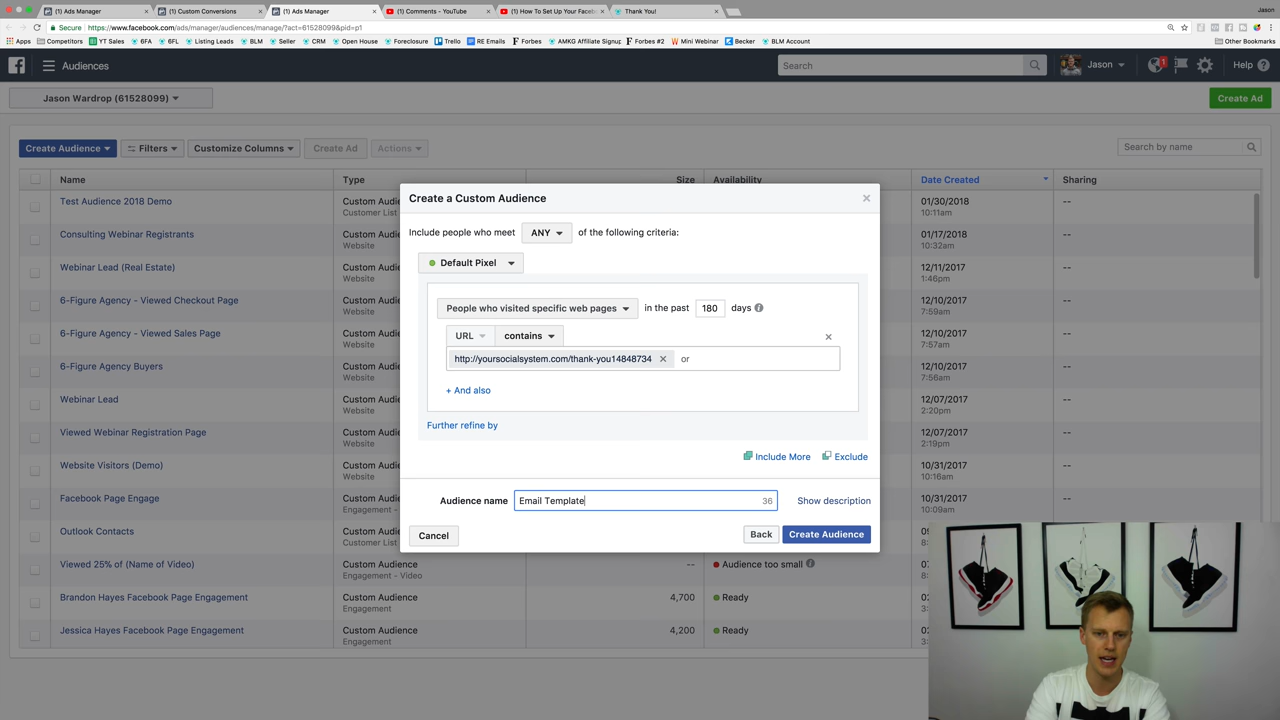 (1) Ads Manager
(1) Custom Conversions
(1) Ads Manager
(1) Comments - YouTube
(1) How To Set Up Your Faceb
Thank You!
Jason
Secure
https://www.facebook.com/ads/manager/audiences/manage/?act=61528099&pid=p1
Apps Competitors YT Sales 6FA 6FL Listing Leads BLM Seller CRM Open House Foreclosure Trello RE Emails Forbes AMKG Affiliate Signup Forbes #2 Mini Webinar Becker BLM Account Other Bookmarks
Audiences
Search
Jason
1
Help
Jason Wardrop (61528099)
Create Ad
Create Audience
Filters
Customize Columns
Create Ad
Actions
Search by name
Name Type Size Availability Date Created Sharing
Test Audience 2018 Demo Custom Au 01/30/2018 --
Customer List 10:11am
Consulting Webinar Registrants Custom Au 01/17/2018 --
Website 10:32am
Webinar Lead (Real Estate) Custom Au 12/11/2017 --
Website 1:46pm
6-Figure Agency - Viewed Checkout Page Custom Au 12/10/2017 --
Website 7:59am
6-Figure Agency - Viewed Sales Page Custom Au 12/10/2017 --
Website 7:57am
6-Figure Agency Buyers Custom Au 12/10/2017 --
Website 7:56am
Webinar Lead Custom Au 12/07/2017 --
Website 2:20pm
Viewed Webinar Registration Page Custom Au 12/07/2017 --
Website 2:19pm
Website Visitors (Demo) Custom Au 10/31/2017 --
Website 10:16am
Facebook Page Engage Custom Au 10/31/2017 --
Engagement 10:09am
Outlook Contacts Custom Au
Customer List
Viewed 25% of (Name of Video) Custom Audience -- Audience too small
Engagement - Video
Brandon Hayes Facebook Page Engagement Custom Audience 4,700 Ready
Engagement
Jessica Hayes Facebook Page Engagement Custom Audience 4,200 Ready
Engagement
Create a Custom Audience
Include people who meet ANY of the following criteria:
Default Pixel
People who visited specific web pages in the past 180 days
URL contains
http://yoursocialsystem.com/thank-you14848734 or
+ And also
Further refine by
Include More Exclude
Audience name Email Template 36 Show description
Cancel Back Create Audience